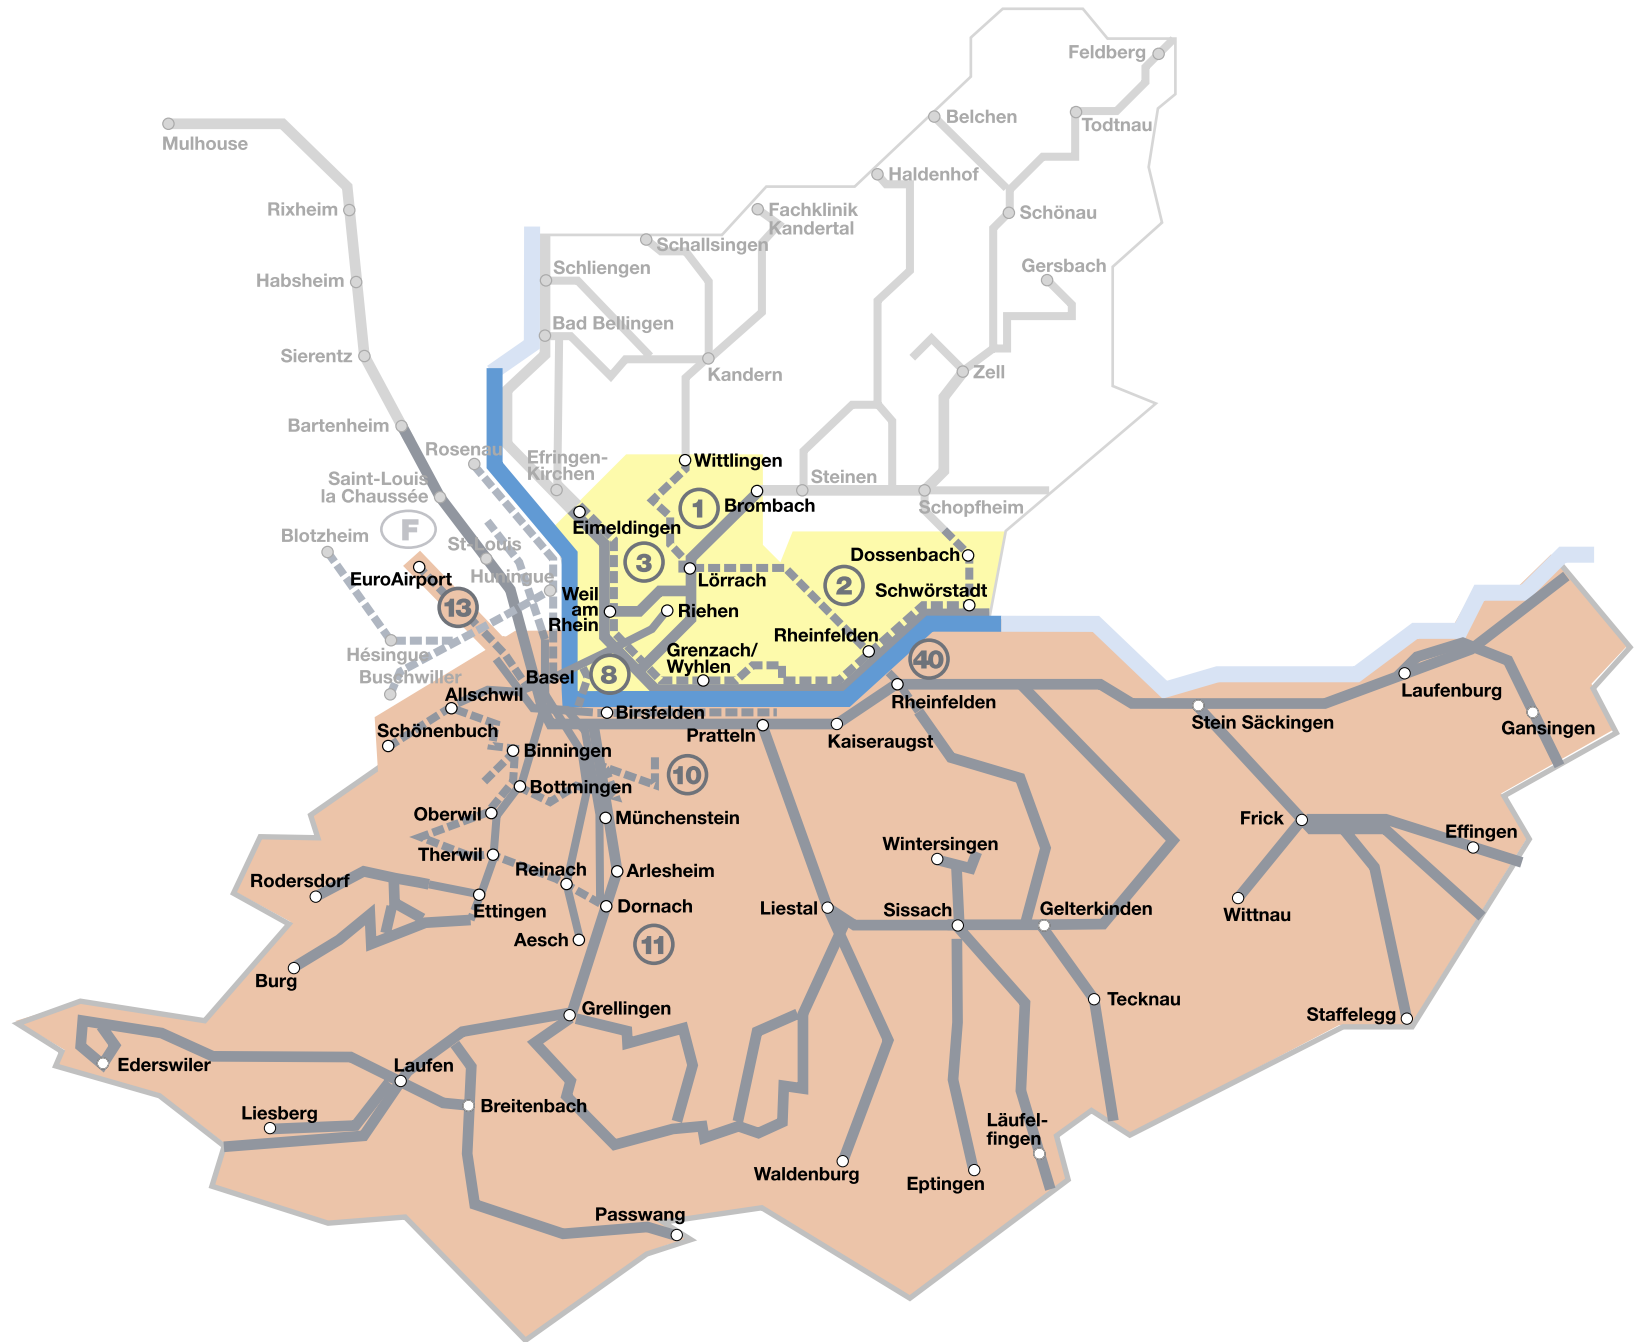 Feldberg
Belchen
Todtnau
Mulhouse
Haldenhof
Rixheim
Fachklinik
Kandertal
Schönau
Schallsingen
Schliengen
Gersbach
Habsheim
Bad Bellingen
Sierentz
Kandern
Zell
Bartenheim
Rosenau
Efringen-
Kirchen
Wittlingen
Steinen
Saint-Louis
la Chaussée
Brombach
Schopfheim
1
F
Eimeldingen
Blotzheim
St-Louis
Dossenbach
3
EuroAirport
Huningue
Lörrach
2
Schwörstadt
13
Weil
am
Rhein
Riehen
Rheinfelden
Hésingue
Grenzach/
Wyhlen
40
Buschwiller
Basel
8
Allschwil
Rheinfelden
Laufenburg
Birsfelden
Schönenbuch
Pratteln
Kaiseraugst
Stein Säckingen
Gansingen
Binningen
10
Bottmingen
Oberwil
Münchenstein
Frick
Effingen
Wintersingen
Therwil
Reinach
Arlesheim
Rodersdorf
Ettingen
Dornach
Liestal
Sissach
Gelterkinden
Wittnau
Aesch
11
Burg
Tecknau
Grellingen
Staffelegg
Ederswiler
Laufen
Liesberg
Breitenbach
Läufel-
fingen
Waldenburg
Eptingen
Passwang